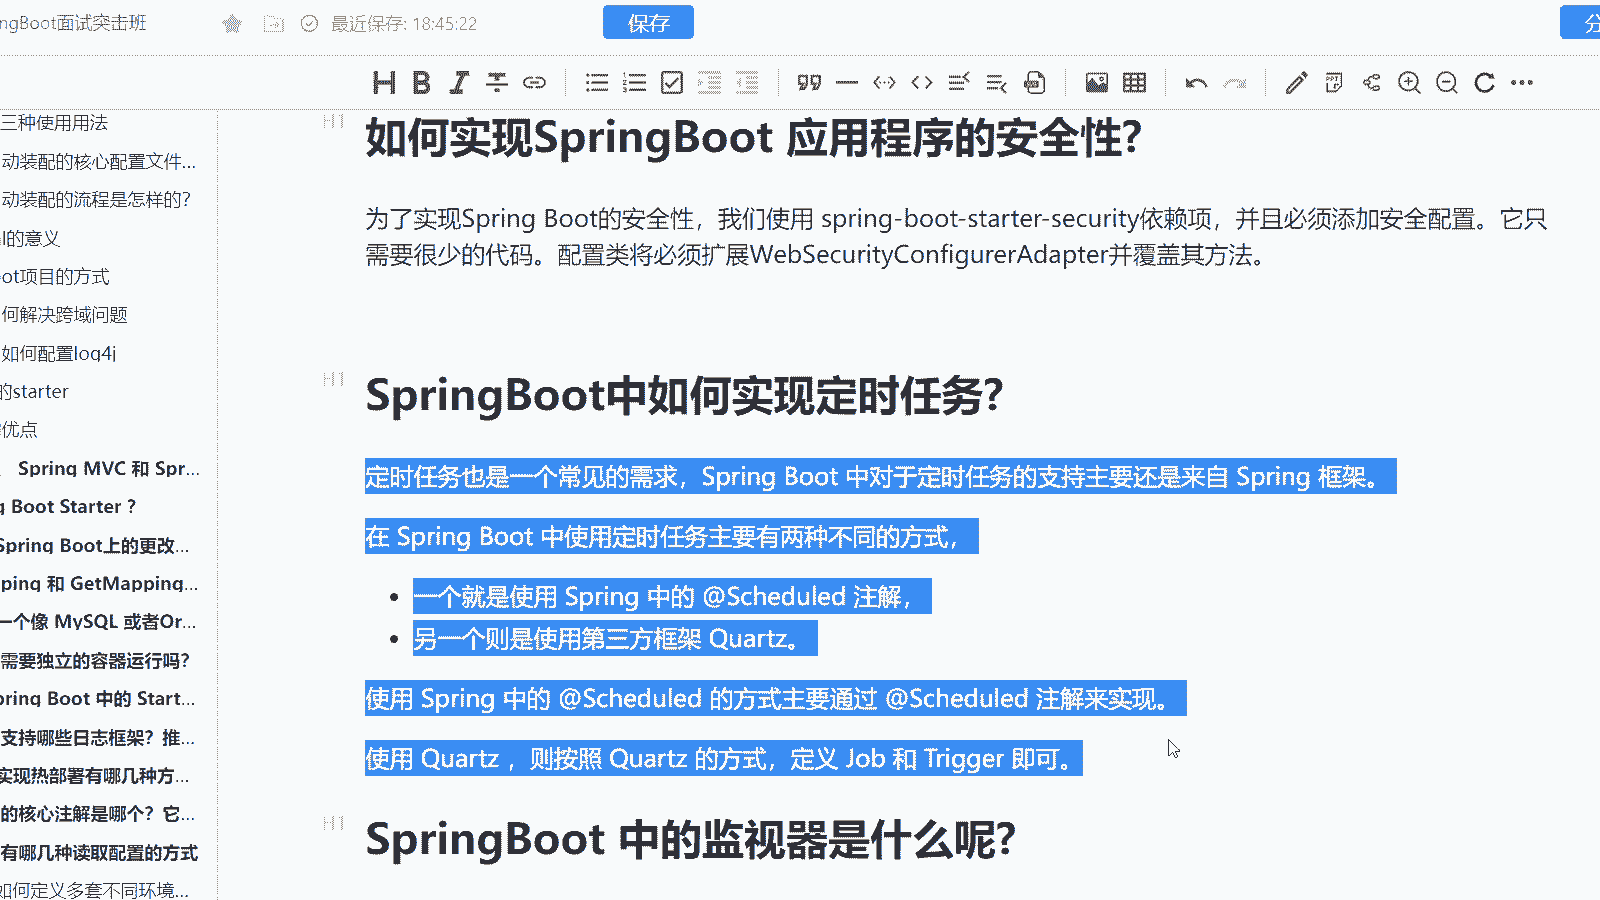 ngBoot面试突击班
最近保存: 18:45:22
保存
分
H B I
三种使用用法
动装配的核心配置文件...
动装配的流程是怎样的?
的意义
ot项目的方式
何解决跨域问题
如何配置log4j
的starter
优点
Spring MVC 和 Spr...
g Boot Starter ?
Spring Boot上的更改...
ping 和 GetMapping...
一个像 MySQL 或者Or...
需要独立的容器运行吗?
pring Boot 中的 Start...
支持哪些日志框架? 推...
实现热部署有哪几种方...
的核心注解是哪个? 它...
有哪几种读取配置的方式
如何定义多套不同环境...
H1
如何实现SpringBoot 应用程序的安全性?
为了实现Spring Boot的安全性，我们使用 spring-boot-starter-security依赖项，并且必须添加安全配置。它只
需要很少的代码。配置类将必须扩展WebSecurityConfigurerAdapter并覆盖其方法。
H1
SpringBoot中如何实现定时任务?
定时任务也是一个常见的需求，Spring Boot 中对于定时任务的支持主要还是来自 Spring 框架。
在 Spring Boot 中使用定时任务主要有两种不同的方式，
• 一个就是使用 Spring 中的 @Scheduled 注解，
• 另一个则是使用第三方框架 Quartz。
使用 Spring 中的 @Scheduled 的方式主要通过 @Scheduled 注解来实现。
使用 Quartz ，则按照 Quartz 的方式，定义 Job 和 Trigger 即可。
H1
SpringBoot 中的监视器是什么呢?